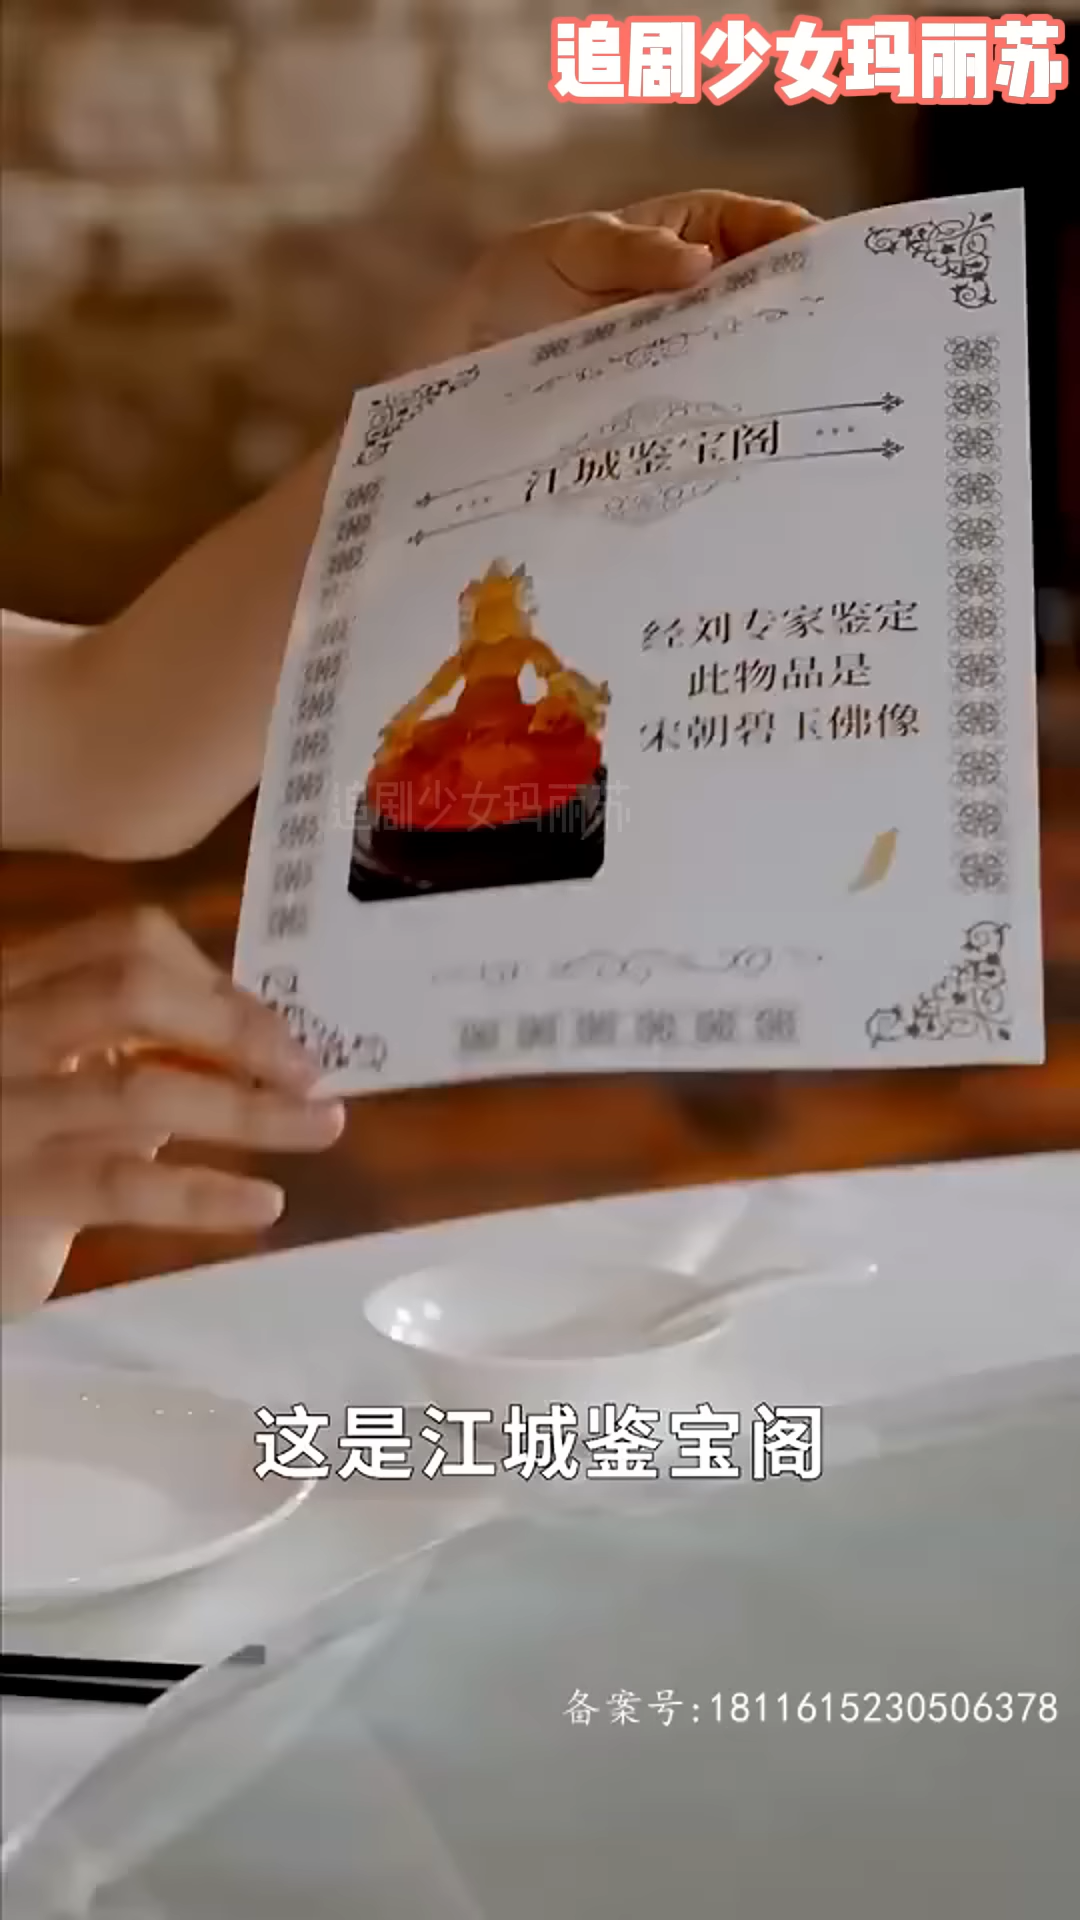 追剧少女玛丽苏
江城鉴宝阁
经刘专家鉴定
此物品是
宋朝碧玉佛像
追剧少女玛丽苏
这是江城鉴宝阁
备案号:1811615230506378